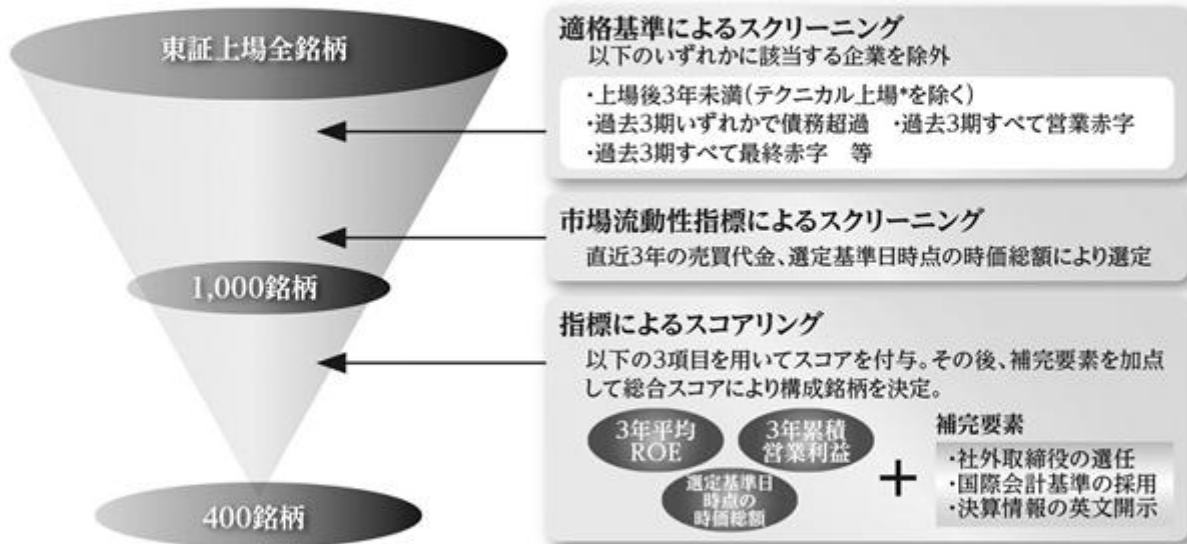 東証上場全銘柄
1,000銘柄
400銘柄
適格基準によるスクリーニング
以下のいずれかに該当する企業を除外
・上場後3年未満(テクニカル上場*を除く)
・過去3期いずれかで債務超過　・過去3期すべて営業赤字
・過去3期すべて最終赤字　等
市場流動性指標によるスクリーニング
直近3年の売買代金、選定基準日時点の時価総額により選定
指標によるスコアリング
以下の3項目を用いてスコアを付与。その後、補完要素を加点
して総合スコアにより構成銘柄を決定。
3年平均
ROE
3年累積
営業利益
選定基準日
時点の
時価総額
+
補完要素
・社外取締役の選任
・国際会計基準の採用
・決算情報の英文開示